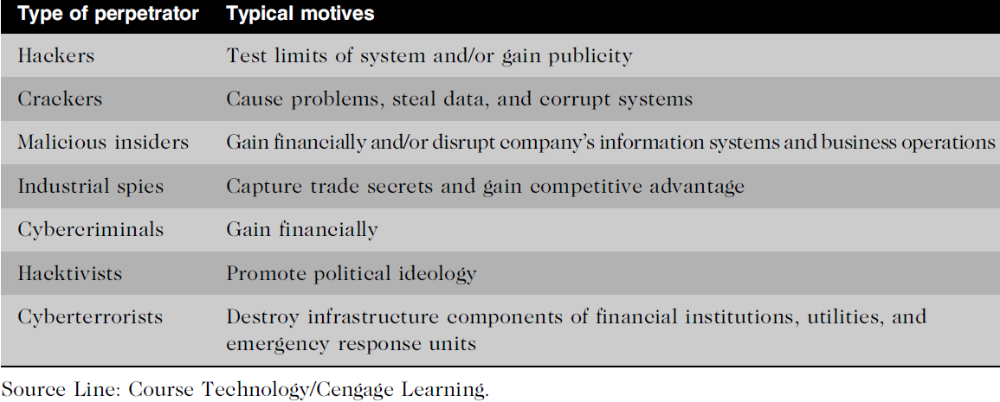 Type of perpetrator Typical motives
Hackers Test limits of system and/or gain publicity
Crackers Cause problems, steal data, and corrupt systems
Malicious insiders Gain financially and/or disrupt company's information systems and business operations
Industrial spies Capture trade secrets and gain competitive advantage
Cybercriminals Gain financially
Hacktivists Promote political ideology
Cyberterrorists Destroy infrastructure components of financial institutions, utilities, and
emergency response units
Source Line: Course Technology/Cengage Learning.